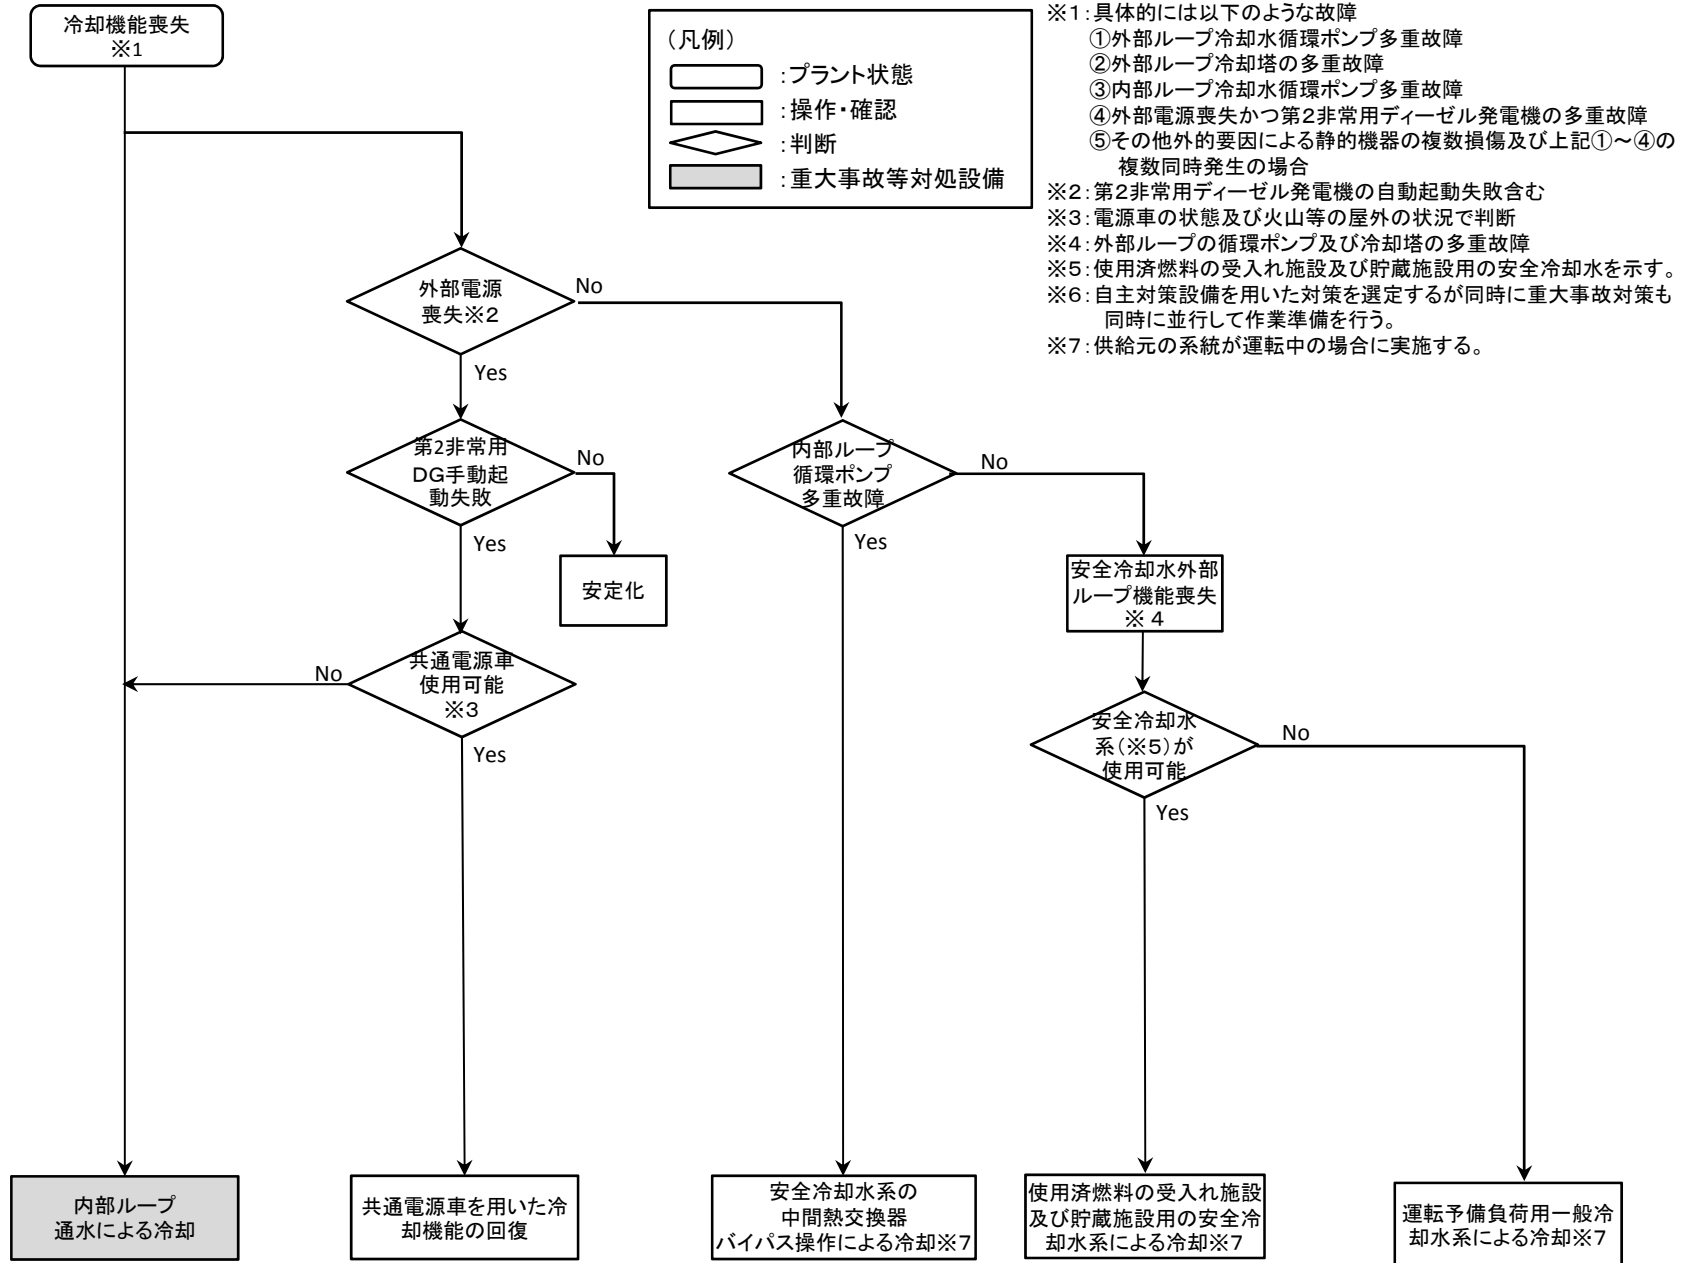 冷却機能喪失
※1
（凡例）
：プラント状態
：操作・確認
：判断
：重大事故等対処設備
※１：具体的には以下のような故障
①外部ループ冷却水循環ポンプ多重故障
②外部ループ冷却塔の多重故障
③内部ループ冷却水循環ポンプ多重故障
④外部電源喪失かつ第２非常用ディーゼル発電機の多重故障
⑤その他外的要因による静的機器の複数損傷及び上記①～④の
複数同時発生の場合
※２：第２非常用ディーゼル発電機の自動起動失敗含む
※３：電源車の状態及び火山等の屋外の状況で判断
※４：外部ループの循環ポンプ及び冷却塔の多重故障
※５：使用済燃料の受入れ施設及び貯蔵施設用の安全冷却水を示す。
※６：自主対策設備を用いた対策を選定するが同時に重大事故対策も
同時に並行して作業準備を行う。
※７：供給元の系統が運転中の場合に実施する。
外部電源
喪失※２
No
Yes
第2非常用
ＤＧ手動起
動失敗
No
Yes
安定化
内部ループ
循環ポンプ
多重故障
No
Yes
安全冷却水外部
ループ機能喪失
※４
共通電源車
使用可能
※３
No
Yes
安全冷却水
系（※５）が
使用可能
No
Yes
内部ループ
通水による冷却
共通電源車を用いた冷
却機能の回復
安全冷却水系の
中間熱交換器
バイパス操作による冷却※７
使用済燃料の受入れ施設
及び貯蔵施設用の安全冷
却水系による冷却※７
運転予備負荷用一般冷
却水系による冷却※７